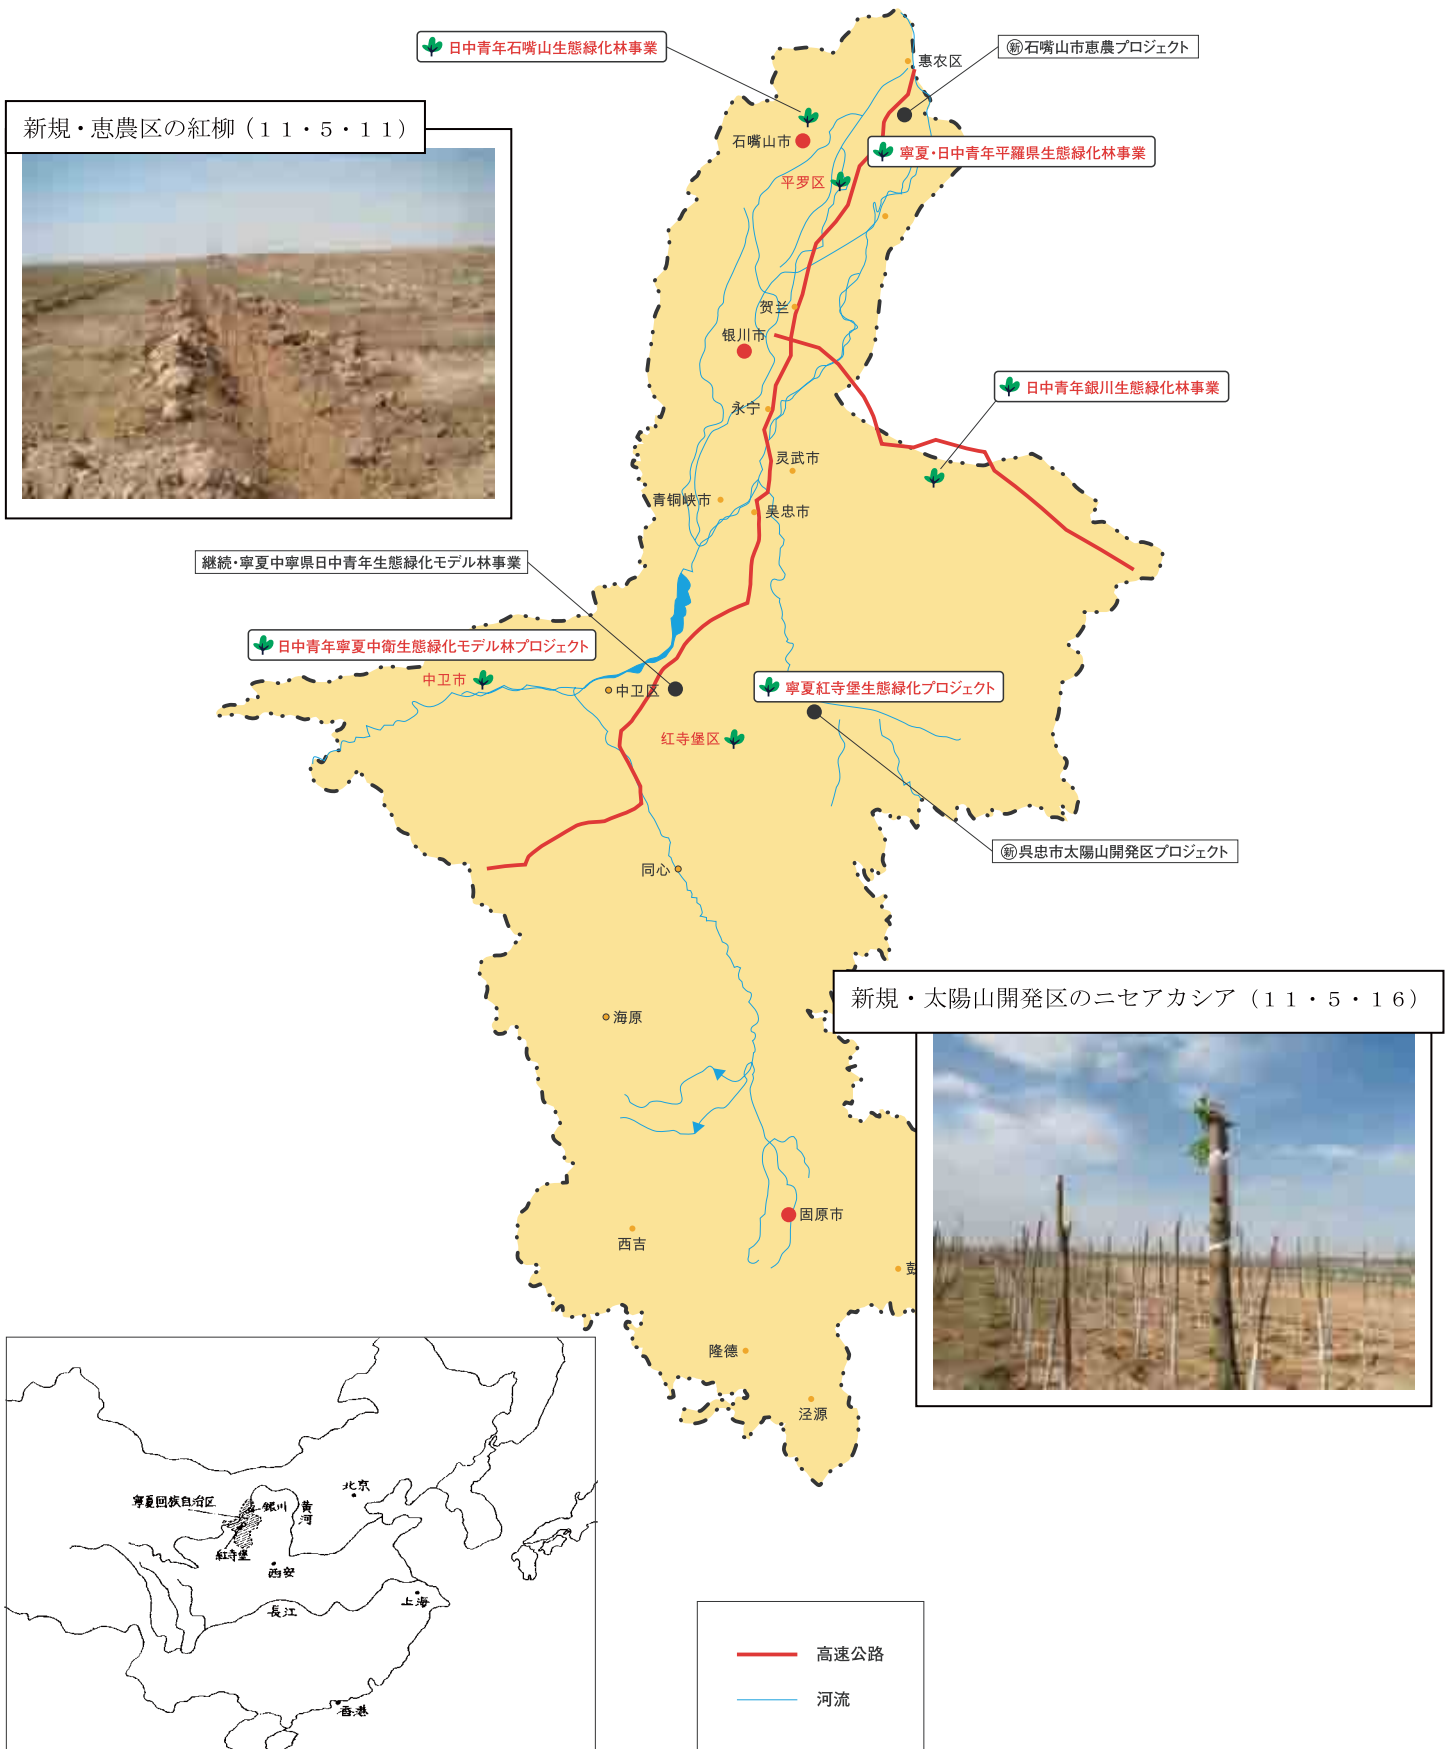 日中青年石嘴山生態緑化林事業
新石嘴山市恵農プロジェクト
惠农区
新規・恵農区の紅柳（11・5・11）
石嘴山市
寧夏・日中青年平羅県生態緑化林事業
平罗区
贺兰
银川市
日中青年銀川生態緑化林事業
永宁
灵武市
青铜峡市
吴忠市
継続・寧夏中寧県日中青年生態緑化モデル林事業
日中青年寧夏中衛生態緑化モデル林プロジェクト
中卫市
中卫区
寧夏紅寺堡生態緑化プロジェクト
红寺堡区
新呉忠市太陽山開発区プロジェクト
同心
新規・太陽山開発区のニセアカシア（11・5・16）
海原
固原市
西吉
彭
隆德
泾源
北京
寧夏回族自治区
銀川
黄河
紅寺堡
西安
上海
長江
香港
高速公路
河流